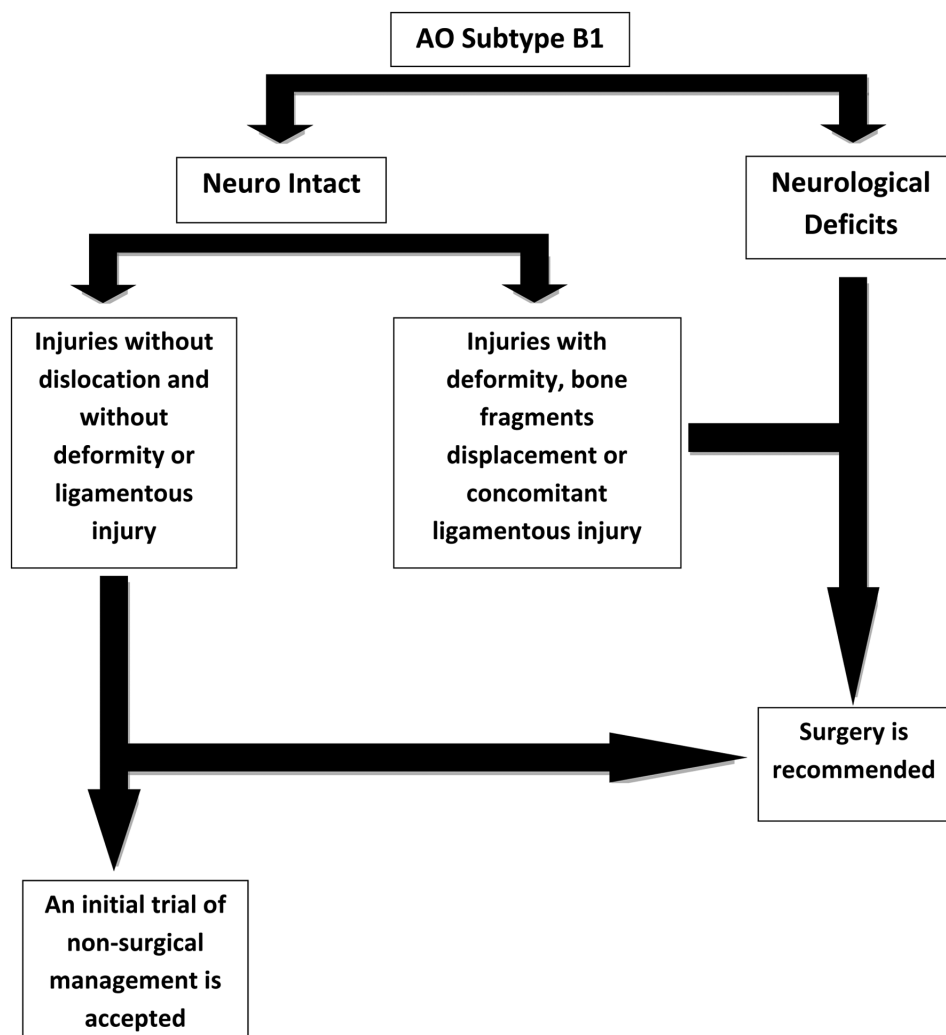 AO Subtype B1
Neuro Intact
Neurological
Deficits
Injuries without
dislocation and
without
deformity or
ligamentous
injury
Injuries with
deformity, bone
fragments
displacement or
concomitant
ligamentous injury
Surgery is
recommended
An initial trial of
non-surgical
management is
accepted